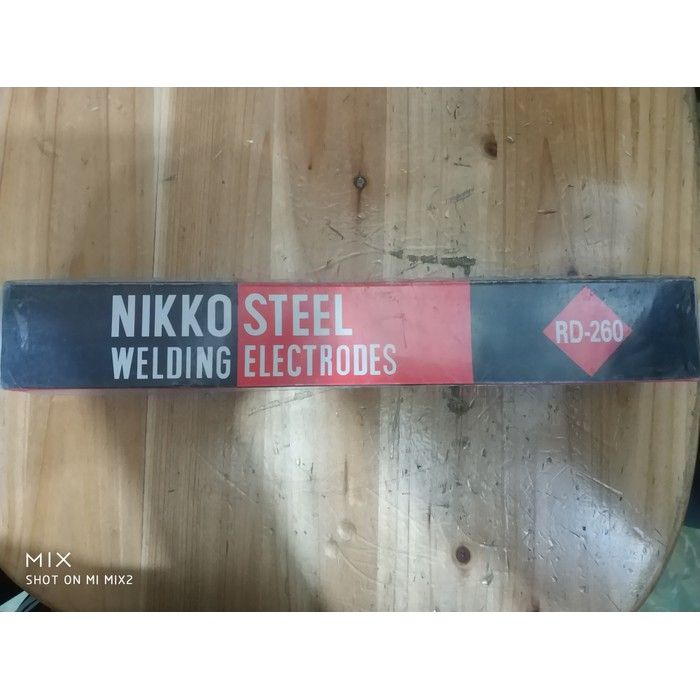 NIKKO STEEL
WELDING ELECTRODES
RD-260
MIX
SHOT ON MI MIX2